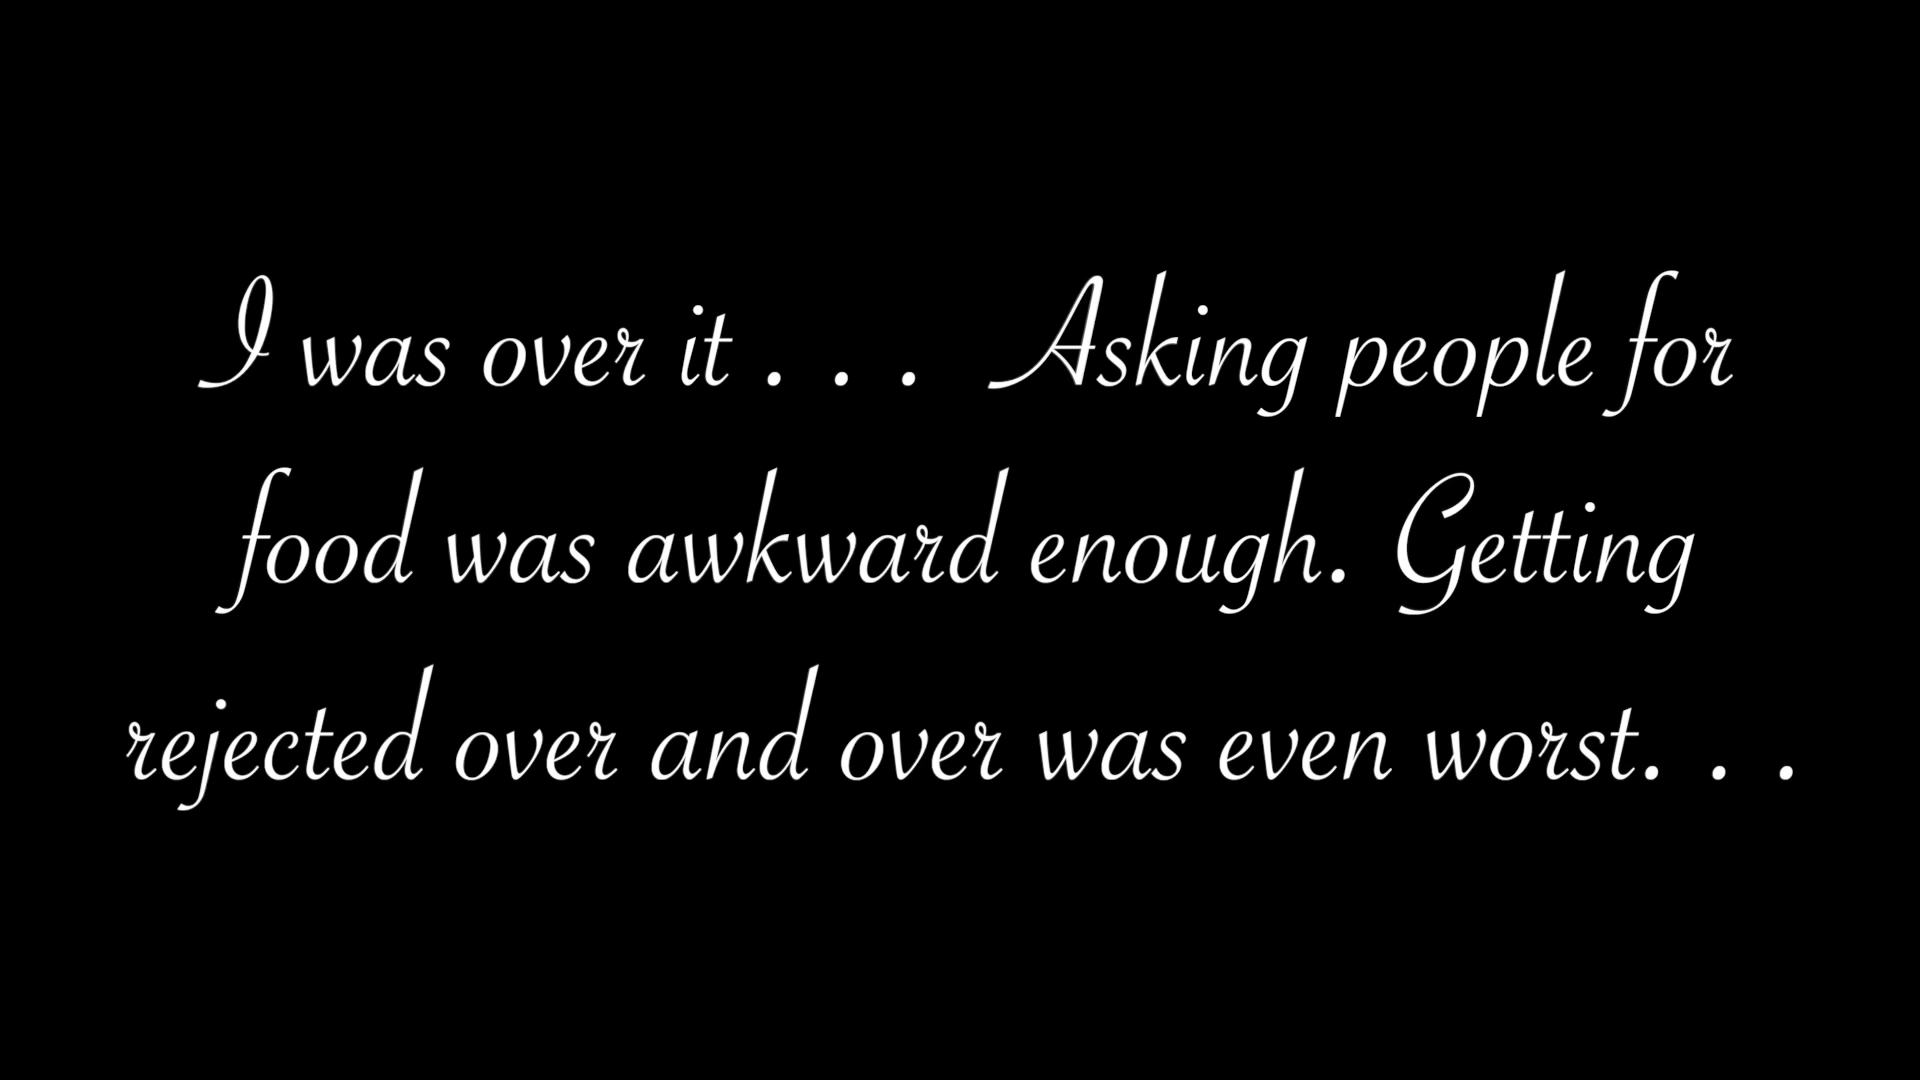 I was over it . . .  Asking people for
food was awkward enough. Getting
rejected over and over was even worst. . .